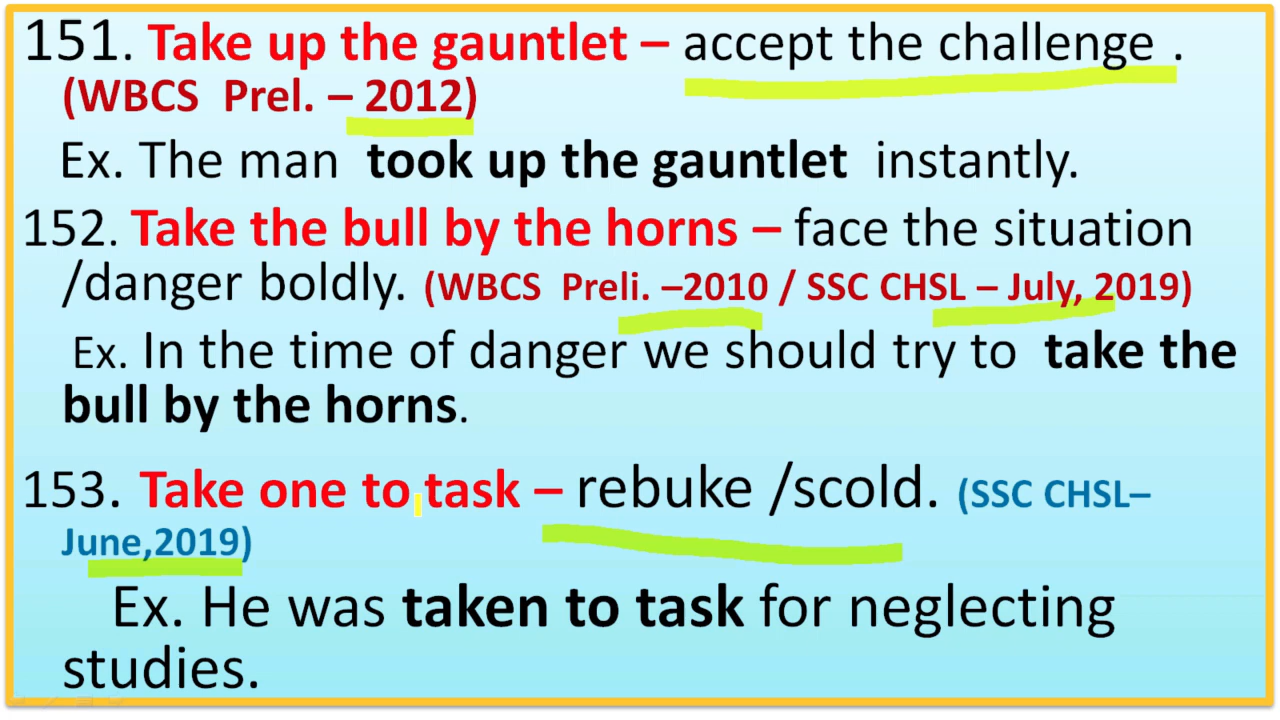 151. Take up the gauntlet – accept the challenge .
(WBCS Prel. – 2012)
Ex. The man took up the gauntlet instantly.
152. Take the bull by the horns – face the situation
/danger boldly. (WBCS Preli. –2010 / SSC CHSL – July, 2019)
Ex. In the time of danger we should try to take the
bull by the horns.
153. Take one to task – rebuke /scold. (SSC CHSL–
June,2019)
Ex. He was taken to task for neglecting
studies.